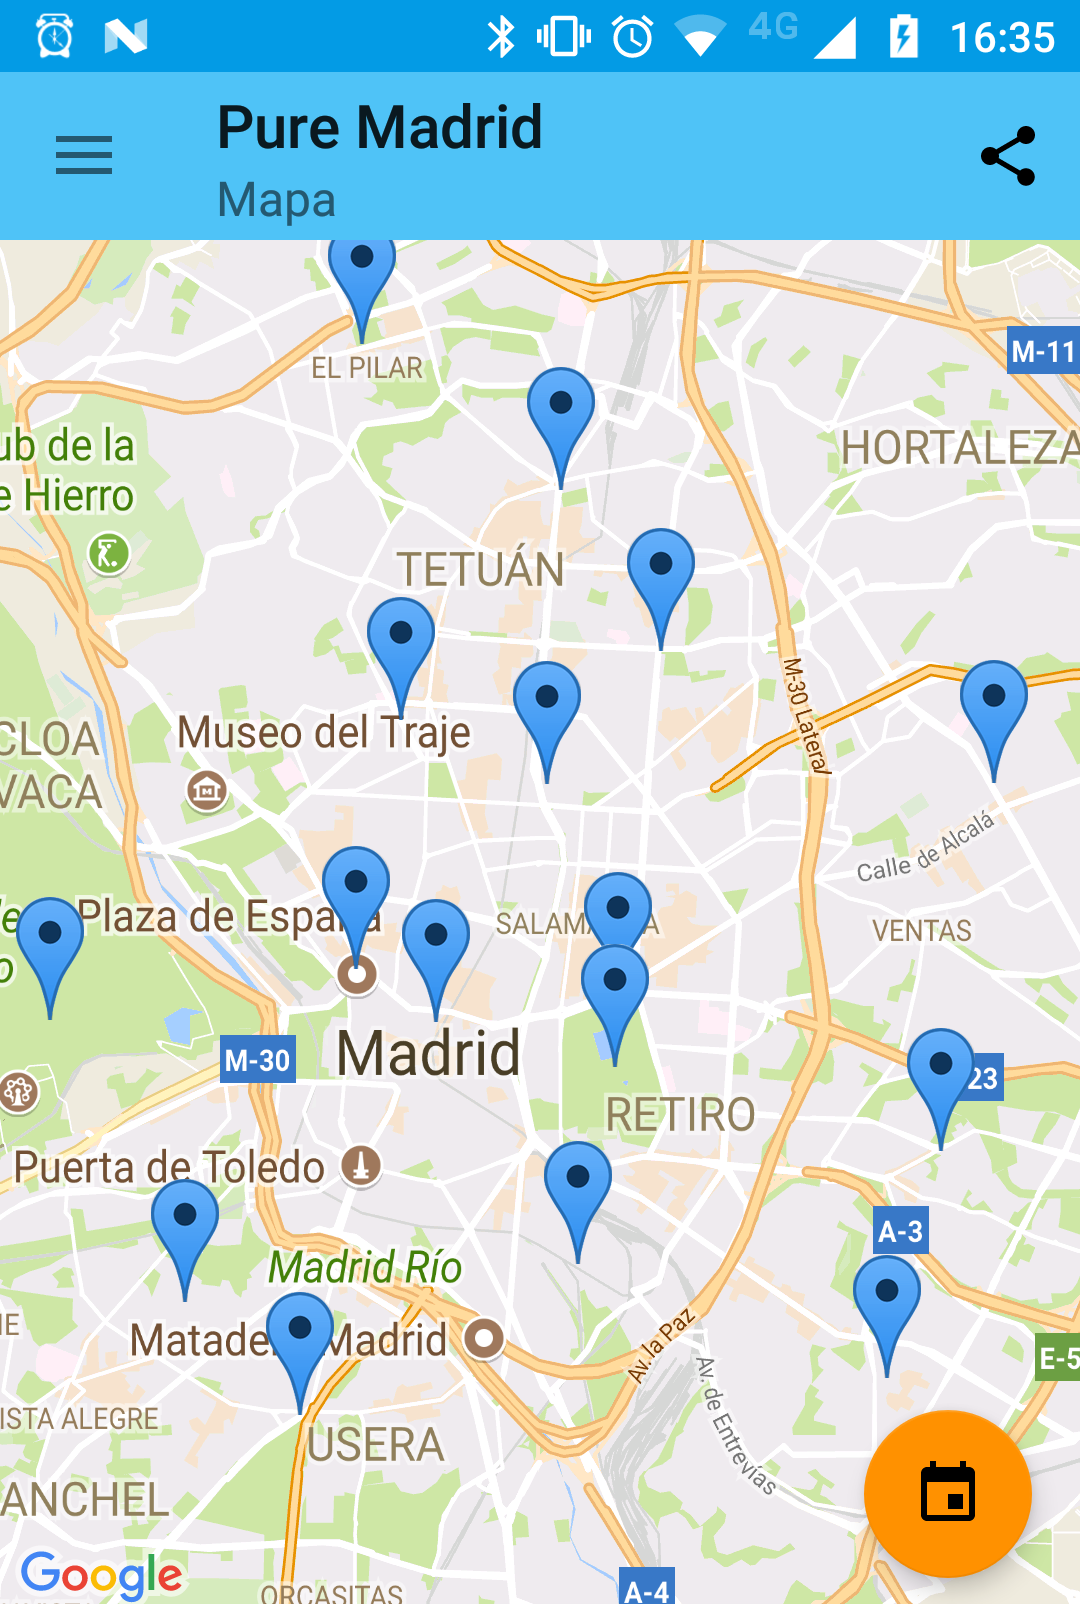 4G 16:35
Pure Madrid
Mapa
EL PILAR
M-11
HORTALEZA
ub de la
e Hierro
TETUÁN
M-30 Lateral
Museo del Traje
CLOA
VACA
Calle de Alcalá
Plaza de España
SALAMA A
VENTAS
o
Madrid
M-30
23
RETIRO
Puerta de Toledo
A-3
Madrid Río
Matade Madrid
Av. la Paz
E-5
Av. de Entrevías
ISTA ALEGRE
USERA
ANCHEL
Google
ORCASITAS
A-4